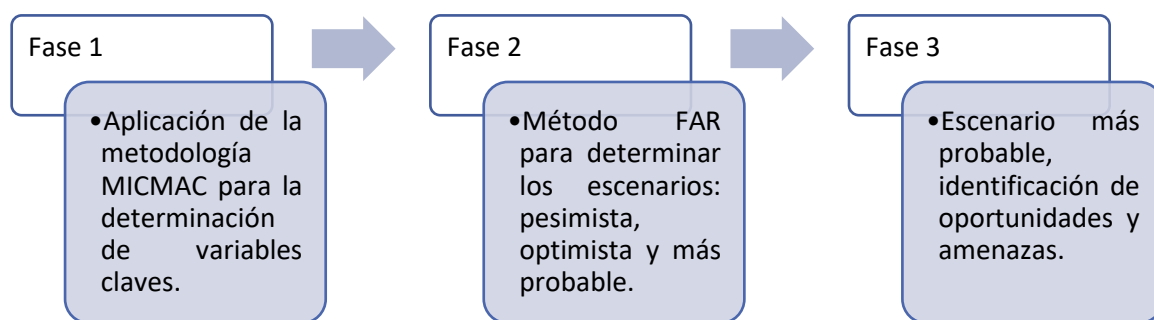 Fase 1
•Aplicación de la
metodología
MICMAC para la
determinación
de variables
claves.
Fase 2
•Método FAR
para determinar
los escenarios:
pesimista,
optimista y más
probable.
Fase 3
•Escenario más
probable,
identificación de
oportunidades y
amenazas.